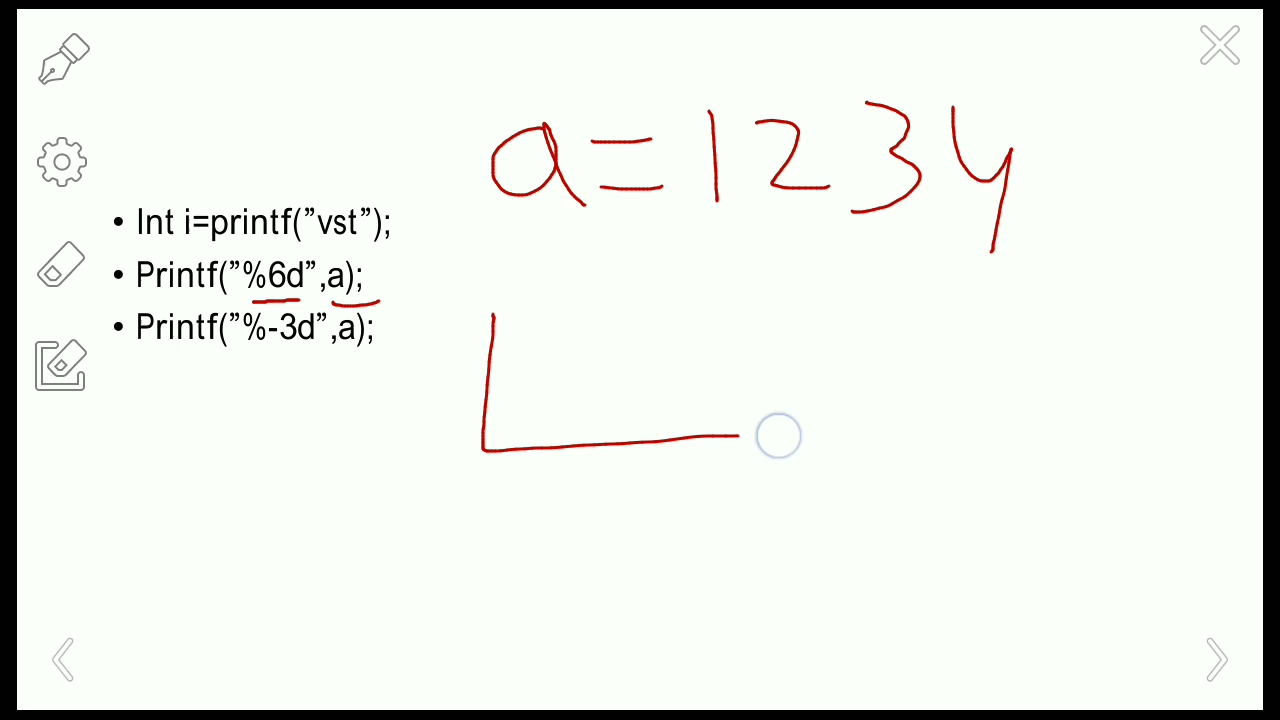 a=1234
• Int i=printf("vst");
• Printf("%6d",a);
• Printf("%-3d",a);